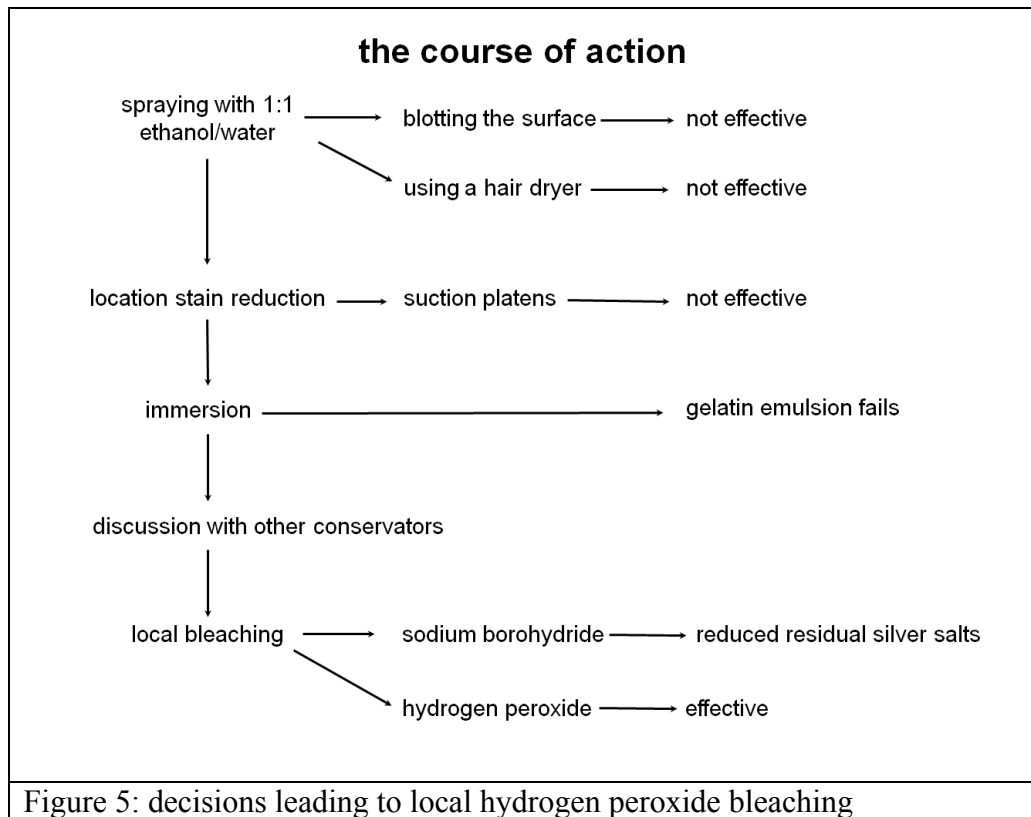 the course of action
spraying with 1:1
ethanol/water
blotting the surface
not effective
using a hair dryer
not effective
location stain reduction
suction platens
not effective
immersion
gelatin emulsion fails
discussion with other conservators
local bleaching
sodium borohydride
reduced residual silver salts
hydrogen peroxide
effective
Figure 5: decisions leading to local hydrogen peroxide bleaching